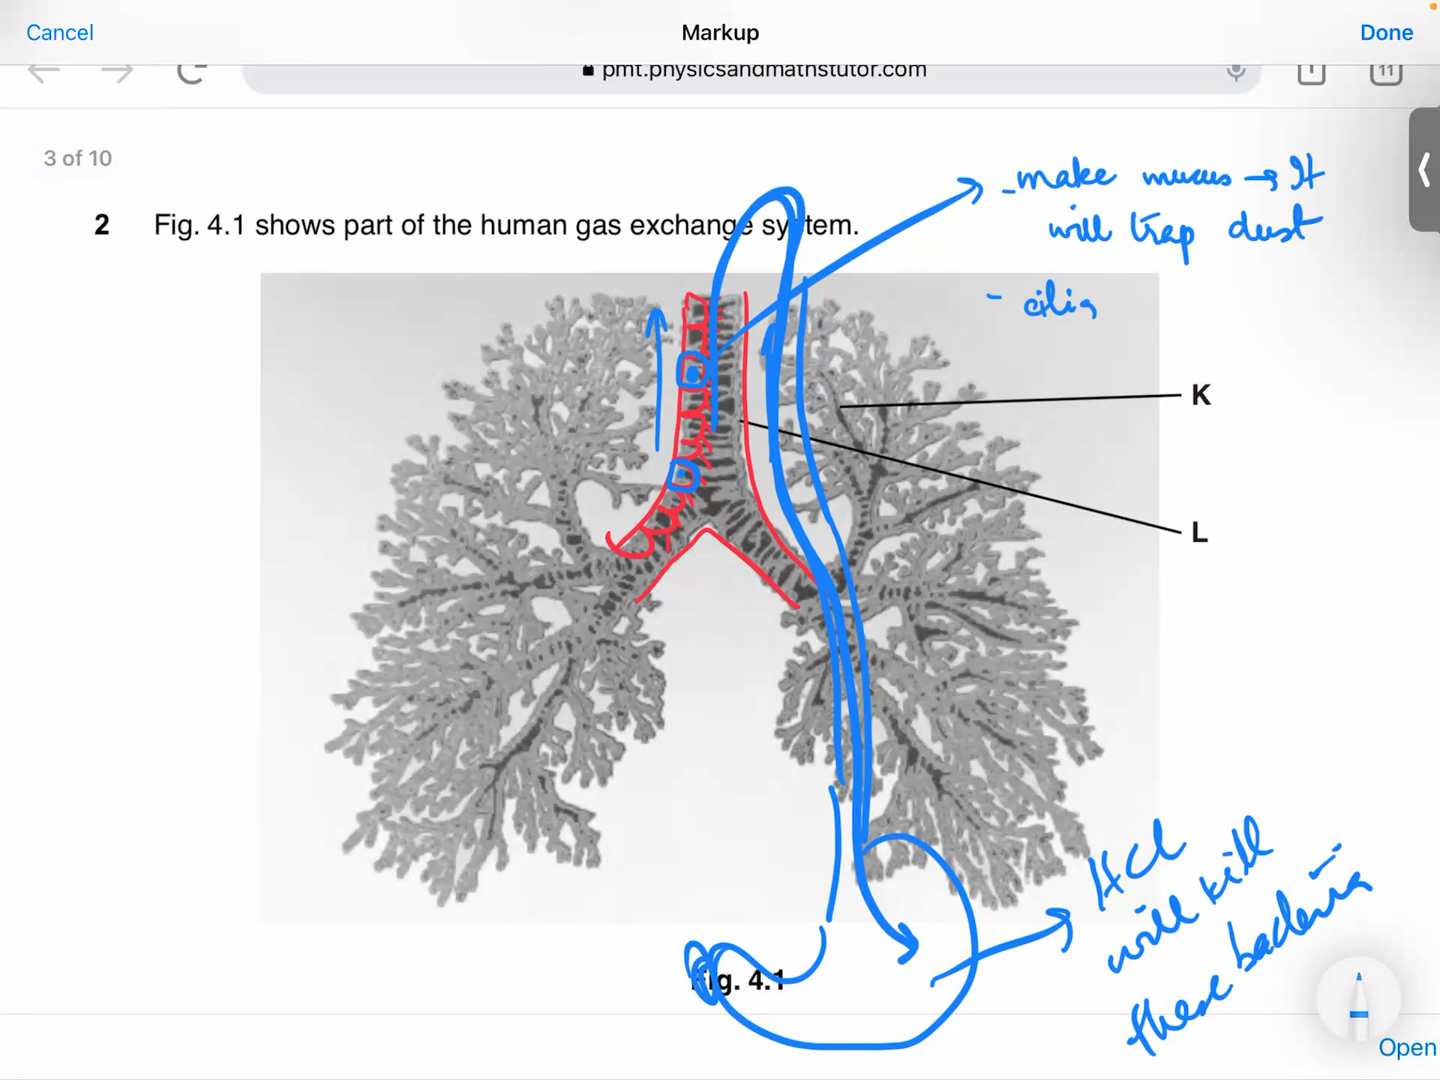 Cancel
Markup
Done
pmt.physicsandmathstutor.com
11
3 of 10
2 Fig. 4.1 shows part of the human gas exchange system.
- make mucus → It
will trap dust
- cilia
K
L
HCl
will kill
these bacteria
Fig. 4.1
Open